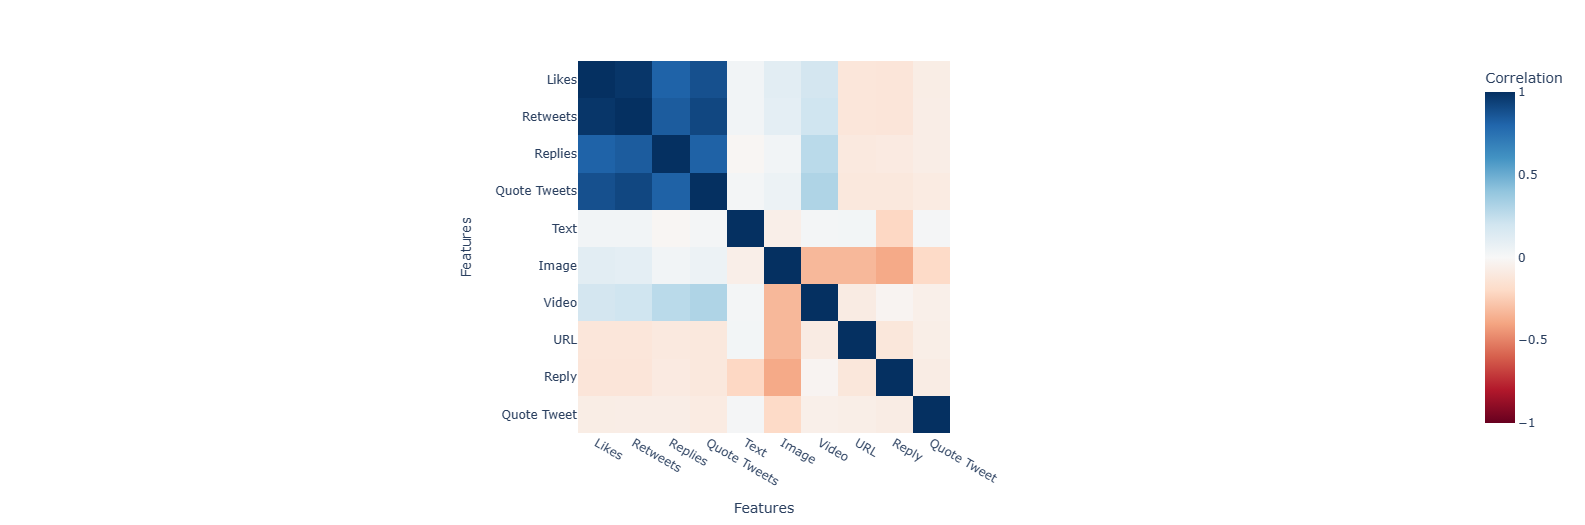 Correlation
1
0.5
0
−0.5
−1
Features
Likes
Retweets
Replies
Quote Tweets
Text
Image
Video
URL
Reply
Quote Tweet
Likes
Retweets
Replies
Quote Tweets
Text
Image
Video
URL
Reply
Quote Tweet
Features